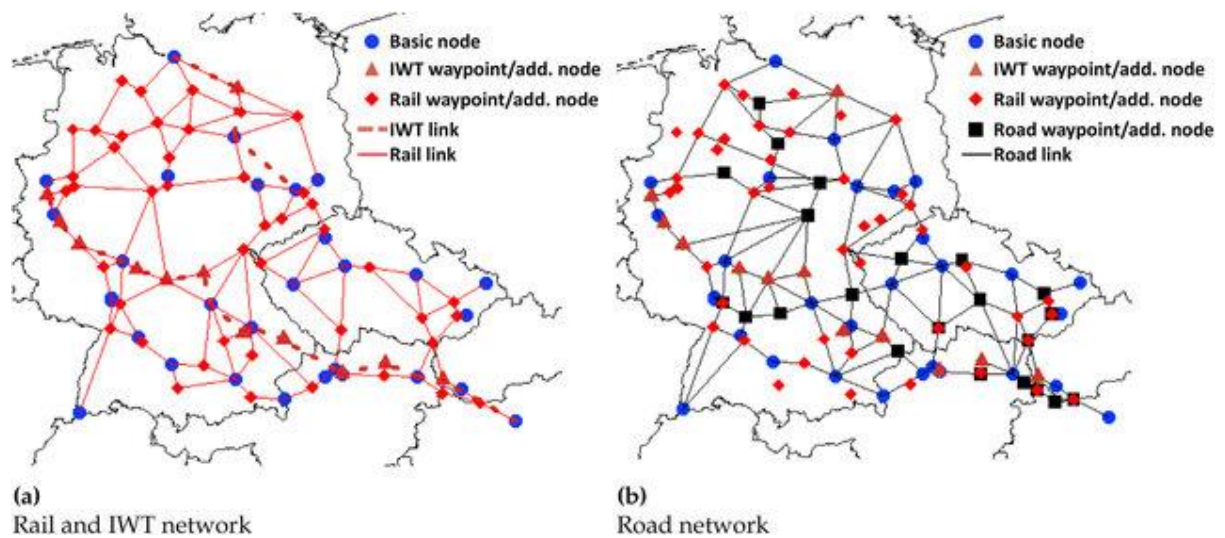 Basic node
IWT waypoint/add. node
Rail waypoint/add. node
IWT link
Rail link
(a)
Rail and IWT network
Basic node
IWT waypoint/add. node
Rail waypoint/add. node
Road waypoint/add. node
Road link
(b)
Road network